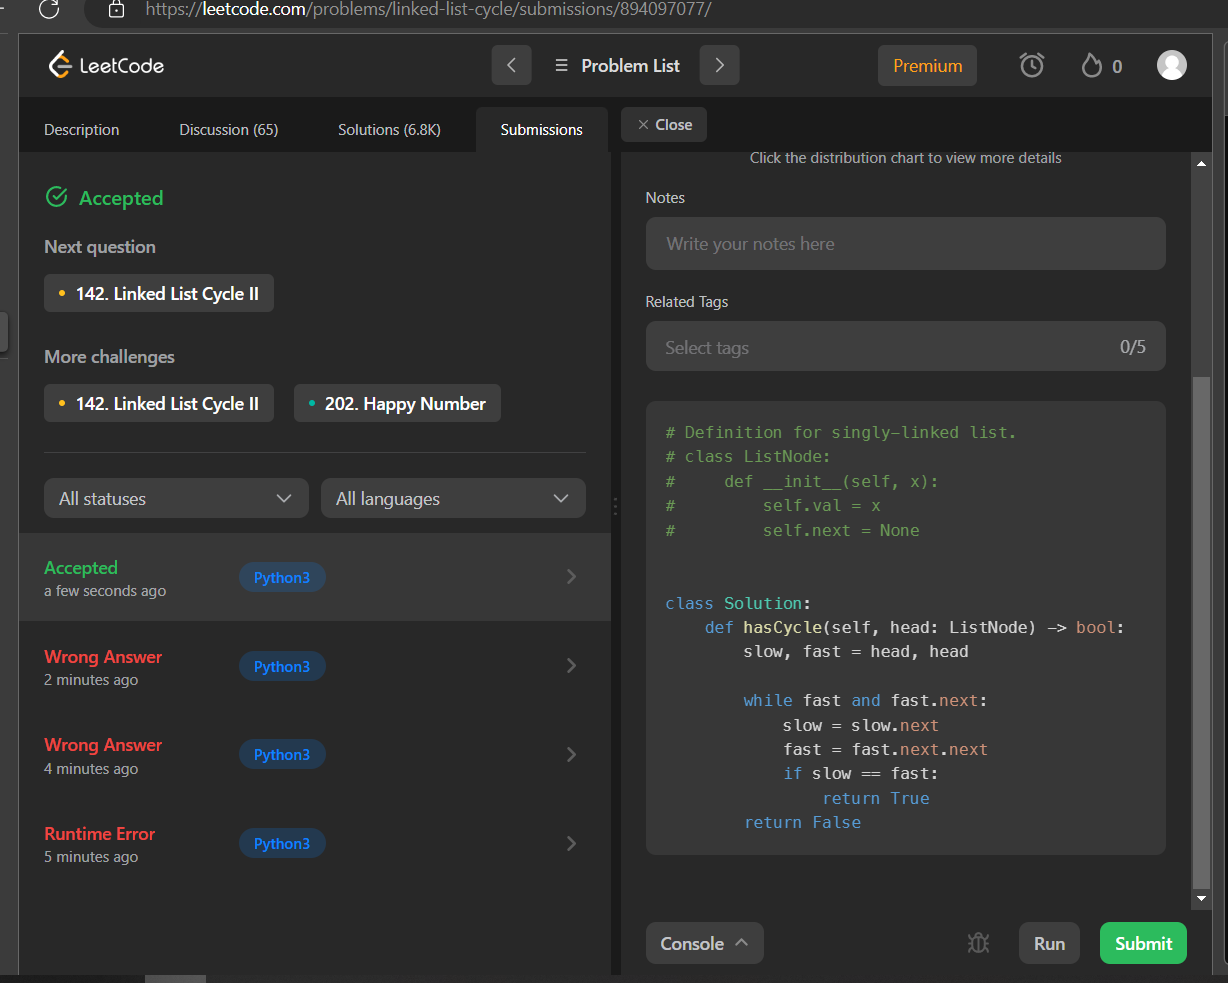 https://leetcode.com/problems/linked-list-cycle/submissions/894097077/
LeetCode
Problem List
Premium
0
Description
Discussion (65)
Solutions (6.8K)
Submissions
Close
Accepted
Next question
142. Linked List Cycle II
More challenges
142. Linked List Cycle II
202. Happy Number
All statuses
All languages
Accepted
a few seconds ago
Python3
Wrong Answer
2 minutes ago
Python3
Wrong Answer
4 minutes ago
Python3
Runtime Error
5 minutes ago
Python3
Click the distribution chart to view more details
Notes
Write your notes here
Related Tags
Select tags
0/5
# Definition for singly-linked list.
# class ListNode:
#     def __init__(self, x):
#         self.val = x
#         self.next = None
class Solution:
    def hasCycle(self, head: ListNode) -> bool:
        slow, fast = head, head
        while fast and fast.next:
            slow = slow.next
            fast = fast.next.next
            if slow == fast:
                return True
        return False
Console
Run
Submit